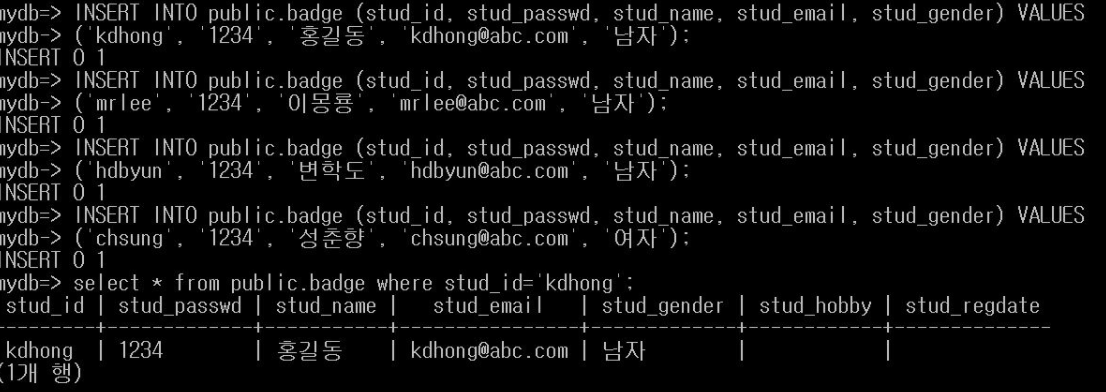 mydb=> INSERT INTO public.badge (stud_id, stud_passwd, stud_name, stud_email, stud_gender) VALUES
mydb-> ('kdhong', '1234', '홍길동', 'kdhong@abc.com', '남자');
INSERT 0 1
mydb=> INSERT INTO public.badge (stud_id, stud_passwd, stud_name, stud_email, stud_gender) VALUES
mydb-> ('mrlee', '1234', '이몽룡', 'mrlee@abc.com', '남자');
INSERT 0 1
mydb=> INSERT INTO public.badge (stud_id, stud_passwd, stud_name, stud_email, stud_gender) VALUES
mydb-> ('hdbyun', '1234', '변학도', 'hdbyun@abc.com', '남자');
INSERT 0 1
mydb=> INSERT INTO public.badge (stud_id, stud_passwd, stud_name, stud_email, stud_gender) VALUES
mydb-> ('chsung', '1234', '성춘향', 'chsung@abc.com', '여자');
INSERT 0 1
mydb=> select * from public.badge where stud_id='kdhong';
stud_id | stud_passwd | stud_name | stud_email | stud_gender | stud_hobby | stud_regdate
---------+-------------+-----------+----------------+-------------+------------+--------------
kdhong | 1234 | 홍길동 | kdhong@abc.com | 남자 | |
(1개 행)